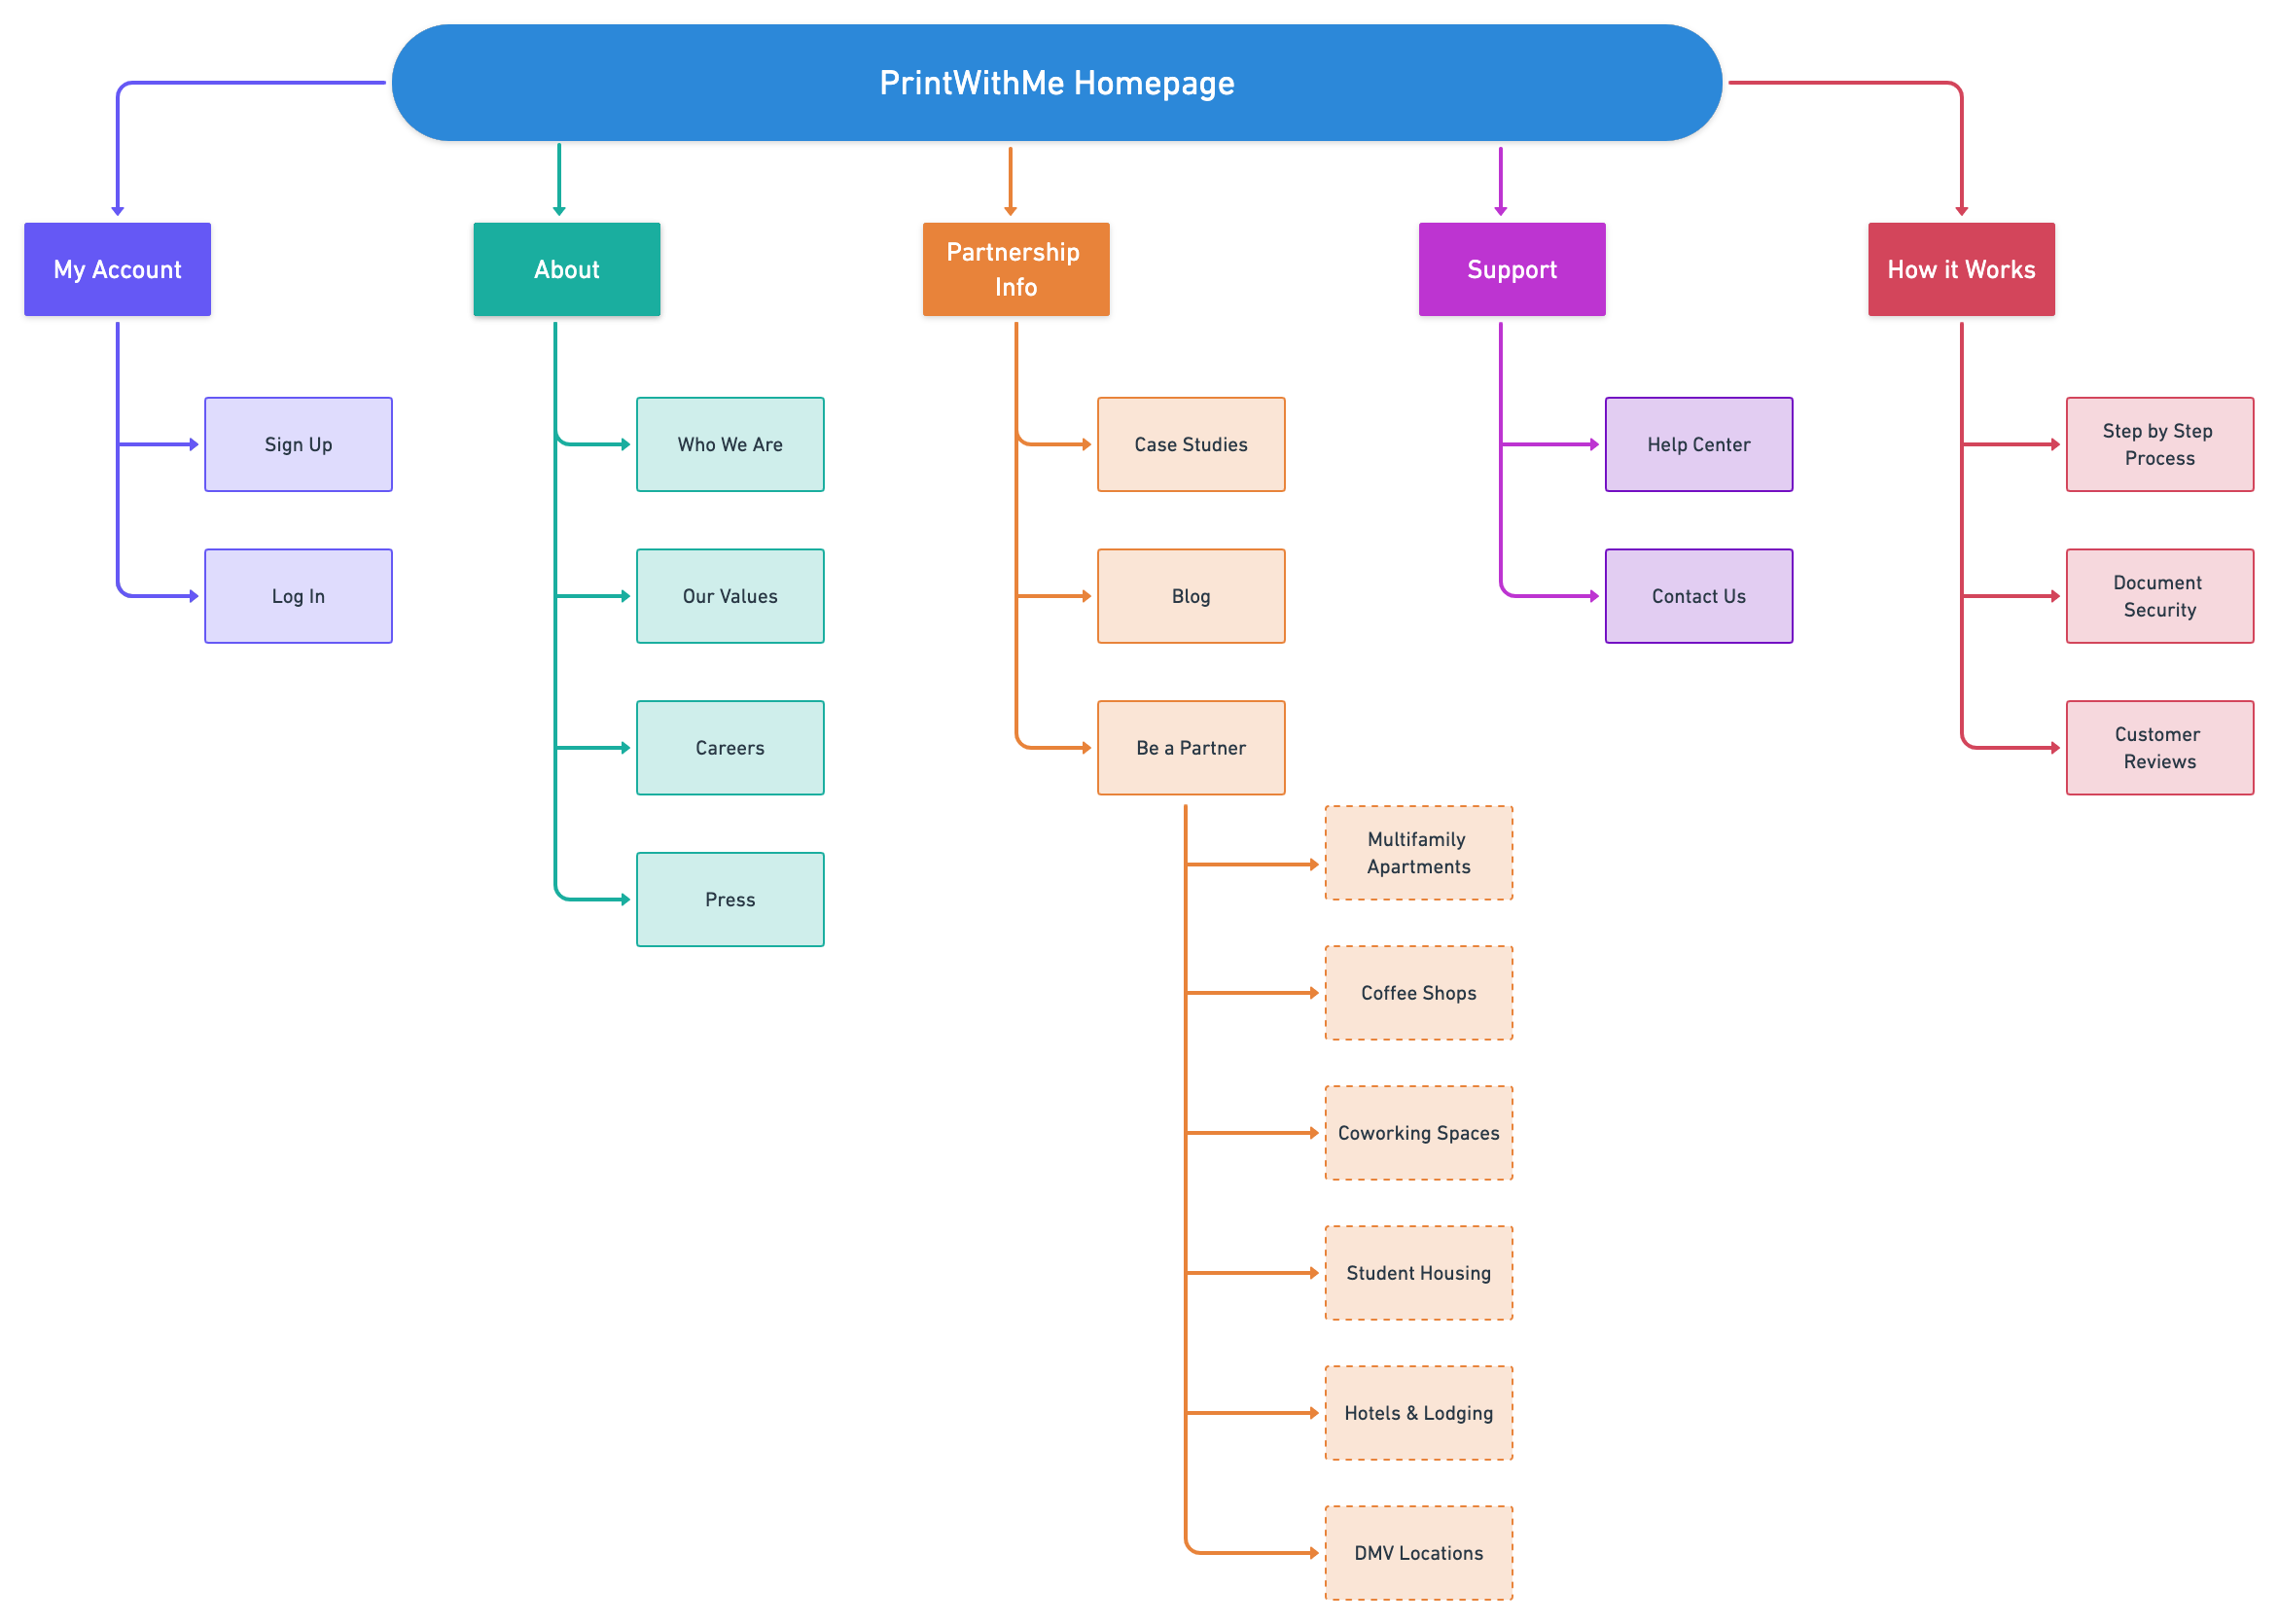 PrintWithMe Homepage
My Account
About
Partnership
Info
Support
How it Works
Sign Up
Log In
Who We Are
Our Values
Careers
Press
Case Studies
Blog
Be a Partner
Multifamily
Apartments
Coffee Shops
Coworking Spaces
Student Housing
Hotels & Lodging
DMV Locations
Help Center
Contact Us
Step by Step
Process
Document
Security
Customer
Reviews